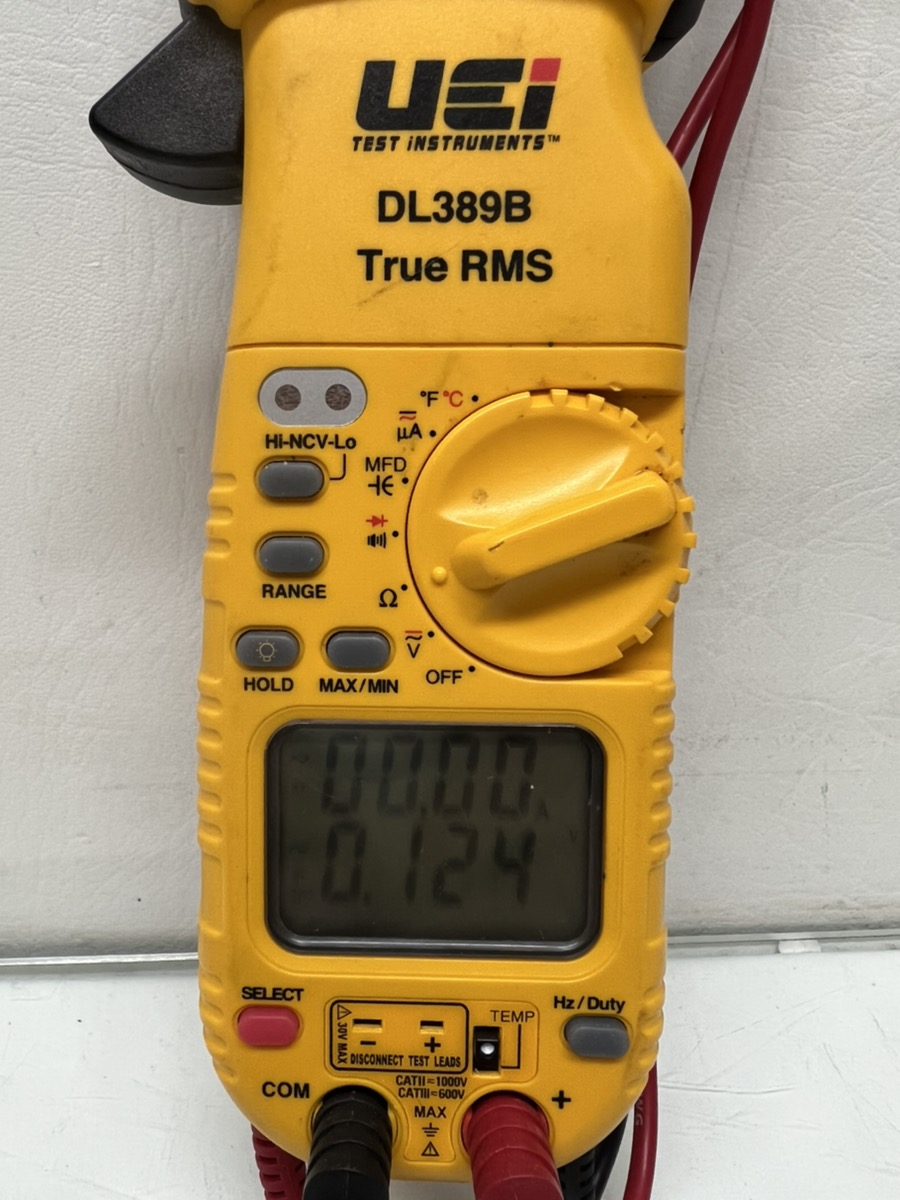 UEi
TEST iNSTRUMENTS™
DL389B
True RMS
°F °C
µA
Hi-NCV-Lo
MFD
RANGE
Ω
V
HOLD MAX/MIN
OFF
00.00 A
0.124 V
SELECT
Hz/Duty
TEMP
30V MAX
− +
DISCONNECT TEST LEADS
CATII≂1000V
CATIII≂600V
COM
MAX
+